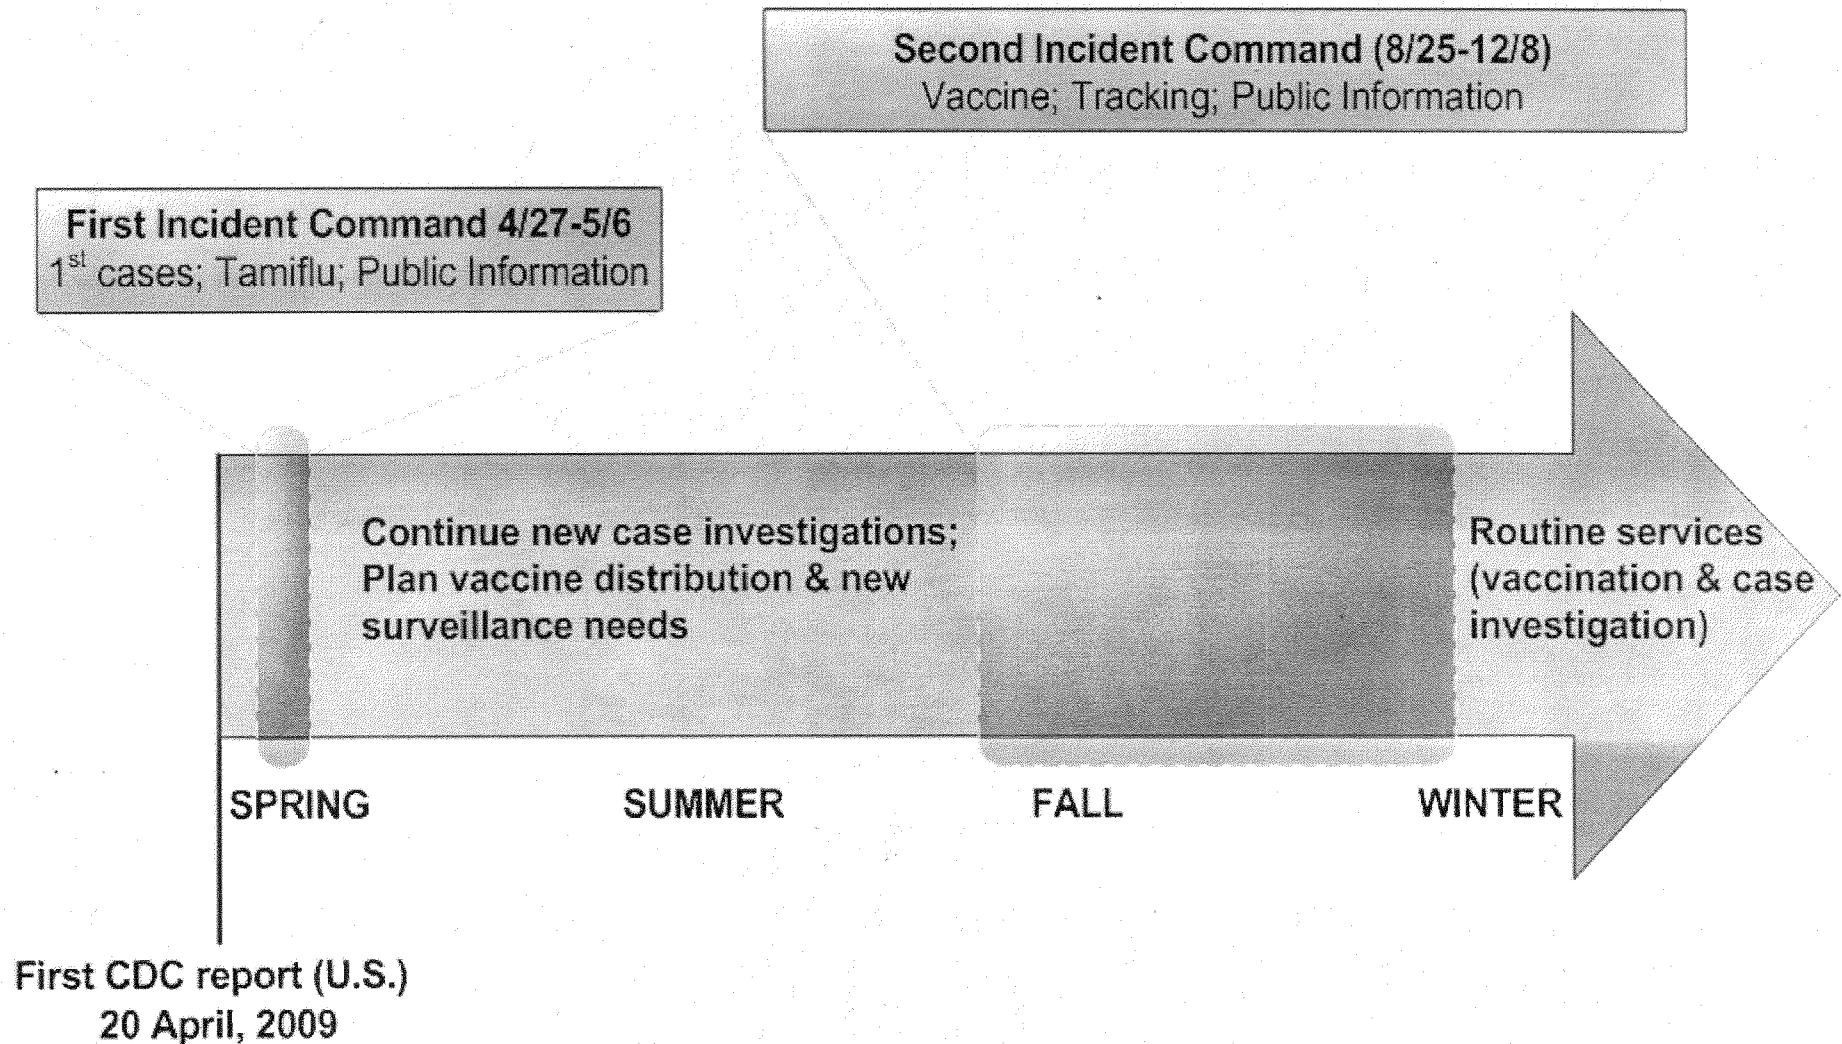 Second Incident Command (8/25-12/8)
Vaccine; Tracking; Public Information
First Incident Command 4/27-5/6
1st cases; Tamiflu; Public Information
Continue new case investigations;
Plan vaccine distribution & new
surveillance needs
Routine services
(vaccination & case
investigation)
SPRING
SUMMER
FALL
WINTER
First CDC report (U.S.)
20 April, 2009